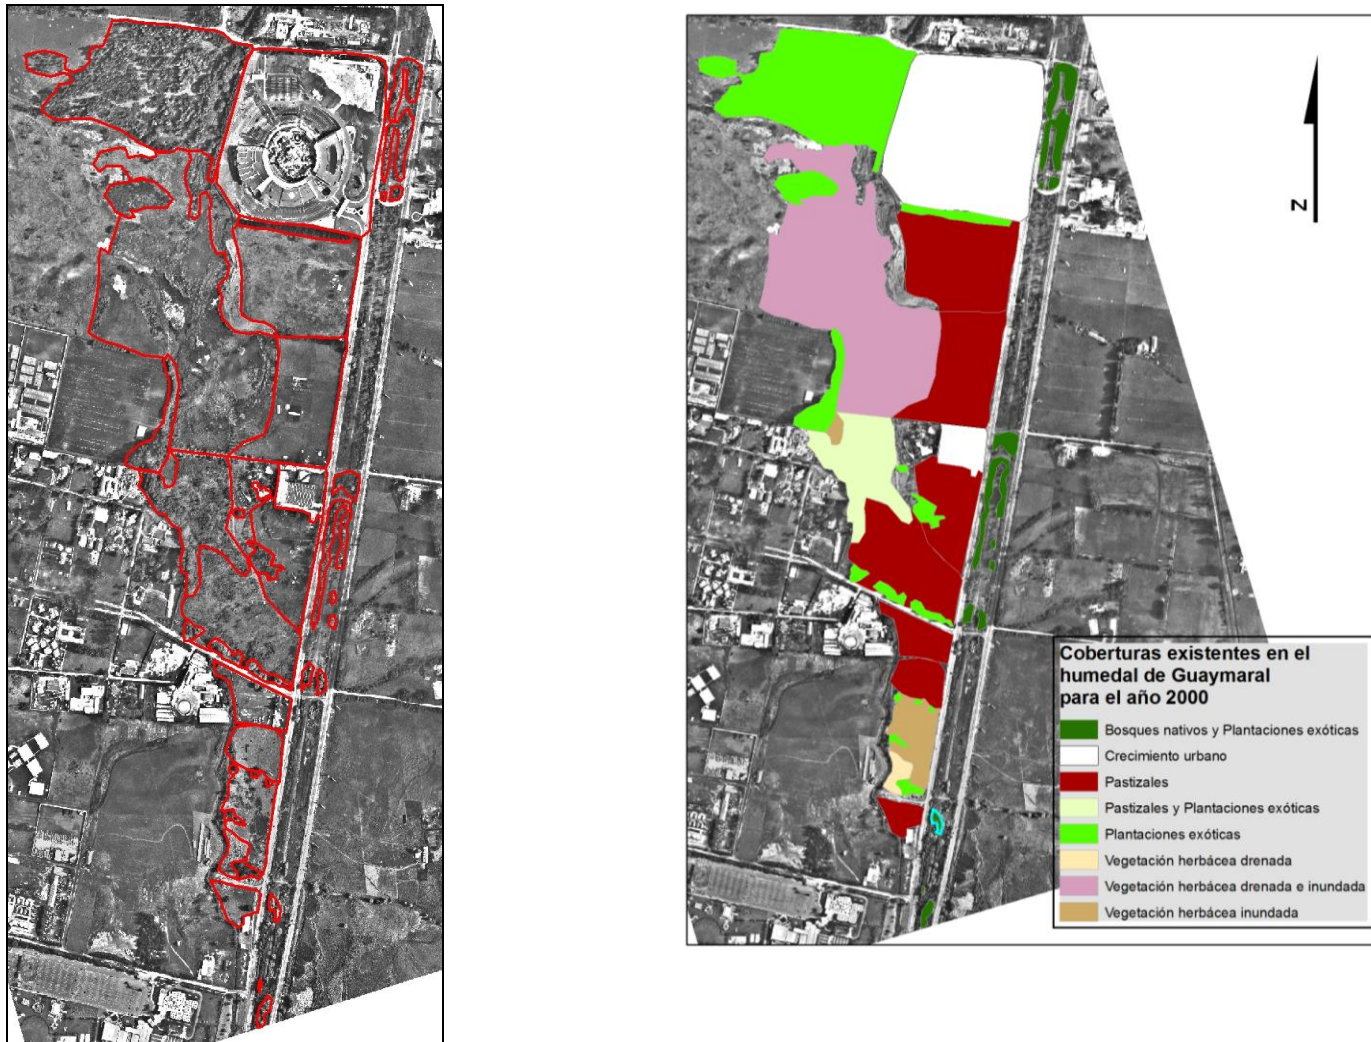 N
Coberturas existentes en el
humedal de Guaymaral
para el año 2000
Bosques nativos y Plantaciones exóticas
Crecimiento urbano
Pastizales
Pastizales y Plantaciones exóticas
Plantaciones exóticas
Vegetación herbácea drenada
Vegetación herbácea drenada e inundada
Vegetación herbácea inundada